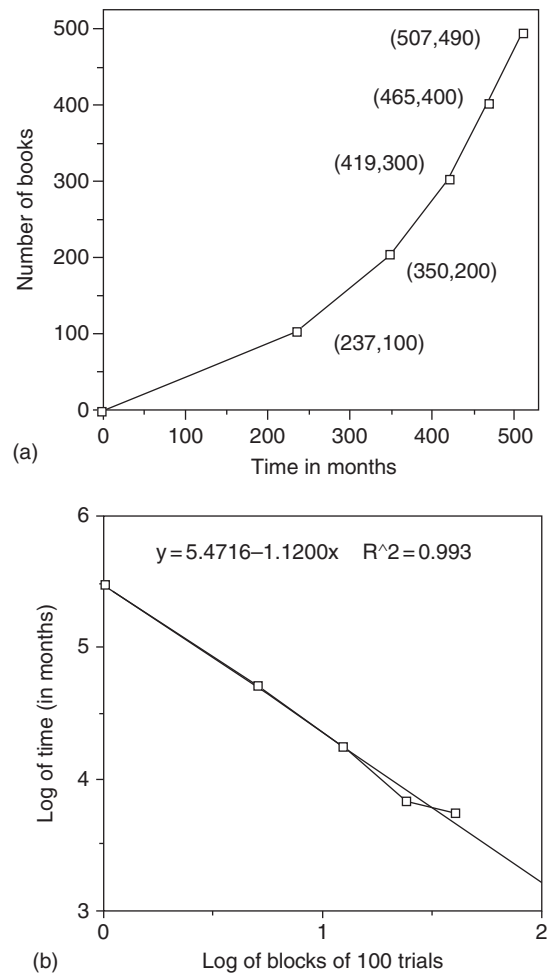 500
400
300
200
100
0
Number of books
(507,490)
(465,400)
(419,300)
(350,200)
(237,100)
0 100 200 300 400 500
Time in months
(a)
6
5
4
3
Log of time (in months)
y=5.4716–1.1200x R^2=0.993
0 1 2
Log of blocks of 100 trials
(b)